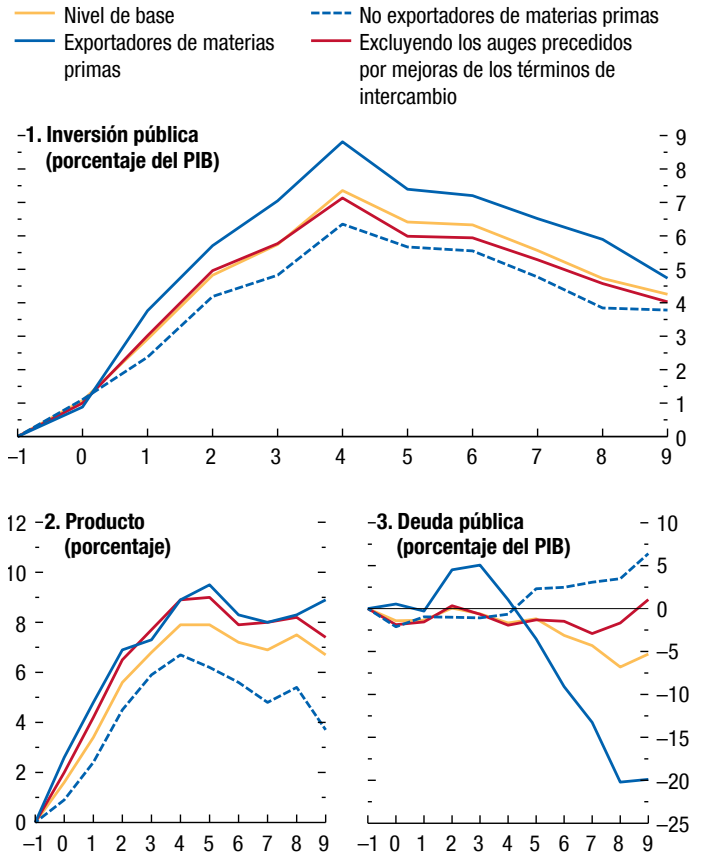 Nivel de base
Exportadores de materias
primas
No exportadores de materias primas
Excluyendo los auges precedidos
por mejoras de los términos de
intercambio
1. Inversión pública
(porcentaje del PIB)
9
8
7
6
5
4
3
2
1
0
–1 0 1 2 3 4 5 6 7 8 9
2. Producto
(porcentaje)
12
10
8
6
4
2
0
–1 0 1 2 3 4 5 6 7 8 9
3. Deuda pública
(porcentaje del PIB)
10
5
0
–5
–10
–15
–20
–25
–1 0 1 2 3 4 5 6 7 8 9